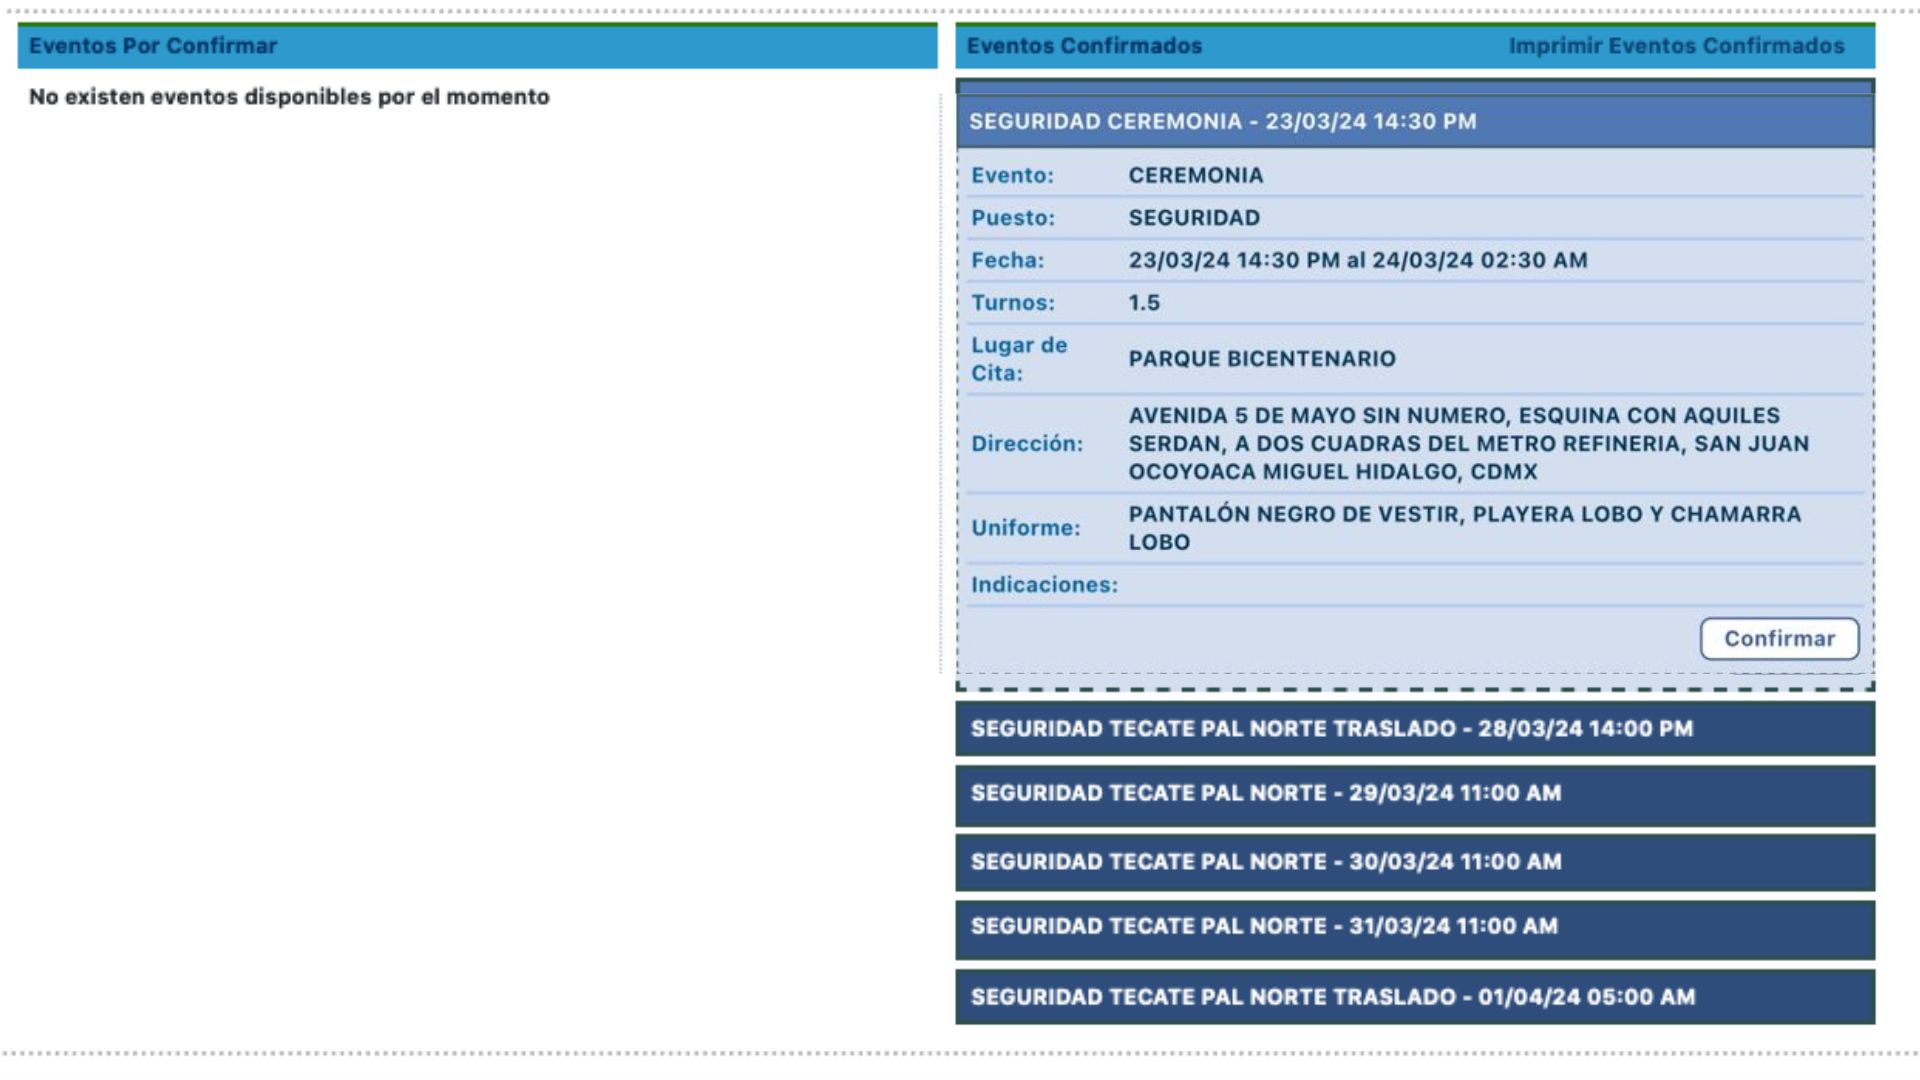 Eventos Por Confirmar
No existen eventos disponibles por el momento
Eventos Confirmados
Imprimir Eventos Confirmados
SEGURIDAD CEREMONIA - 23/03/24 14:30 PM
Evento: CEREMONIA
Puesto: SEGURIDAD
Fecha: 23/03/24 14:30 PM al 24/03/24 02:30 AM
Turnos: 1.5
Lugar de
Cita:
PARQUE BICENTENARIO
Dirección:
AVENIDA 5 DE MAYO SIN NUMERO, ESQUINA CON AQUILES
SERDAN, A DOS CUADRAS DEL METRO REFINERIA, SAN JUAN
OCOYOACA MIGUEL HIDALGO, CDMX
Uniforme:
PANTALÓN NEGRO DE VESTIR, PLAYERA LOBO Y CHAMARRA
LOBO
Indicaciones:
Confirmar
SEGURIDAD TECATE PAL NORTE TRASLADO - 28/03/24 14:00 PM
SEGURIDAD TECATE PAL NORTE - 29/03/24 11:00 AM
SEGURIDAD TECATE PAL NORTE - 30/03/24 11:00 AM
SEGURIDAD TECATE PAL NORTE - 31/03/24 11:00 AM
SEGURIDAD TECATE PAL NORTE TRASLADO - 01/04/24 05:00 AM